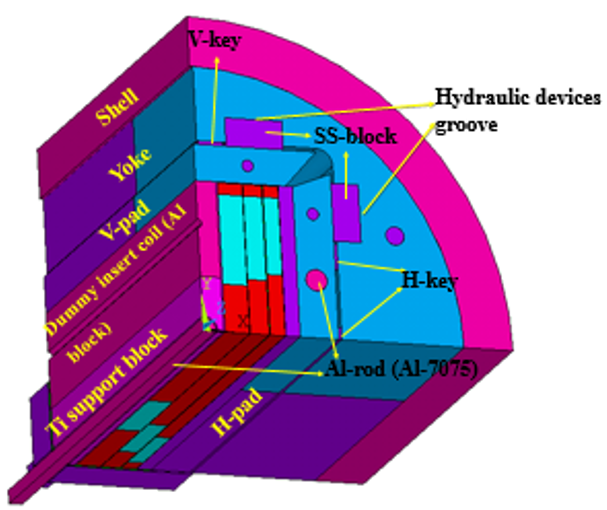 V-key
Shell
Hydraulic devices
groove
SS-block
Yoke
V-pad
Dummy insert coil (Al
block)
H-key
Y
Z
X
Ti support block
Al-rod (Al-7075)
H-pad